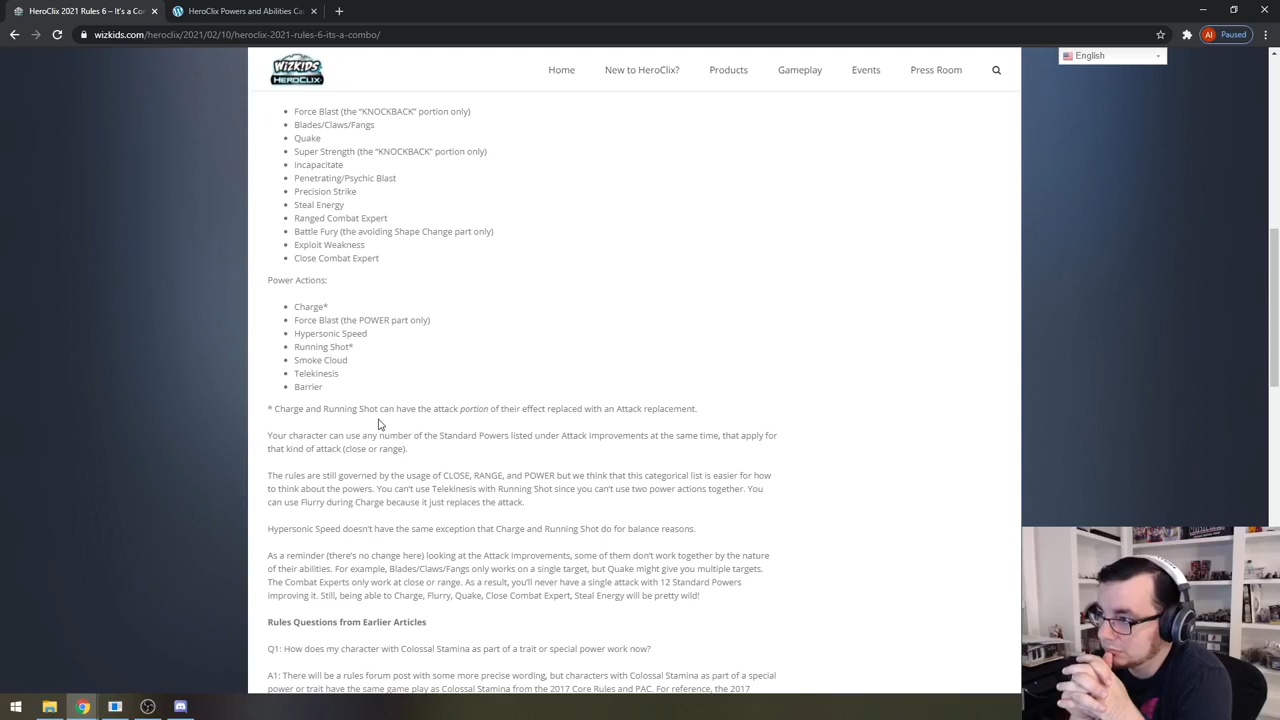 HeroClix 2021 Rules - 6: It's a Co
HeroClix 2021 Rules - 7: Wait Ca
wizkids.com/heroclix/2021/02/10/heroclix-2021-rules-6-its-a-combo/
AI Paused
WIZKIDS
HEROCLIX
Home
New to HeroClix?
Products
Gameplay
Events
Press Room
English
Force Blast (the “KNOCKBACK” portion only)
Blades/Claws/Fangs
Quake
Super Strength (the “KNOCKBACK” portion only)
Incapacitate
Penetrating/Psychic Blast
Precision Strike
Steal Energy
Ranged Combat Expert
Battle Fury (the avoiding Shape Change part only)
Exploit Weakness
Close Combat Expert
Power Actions:
Charge*
Force Blast (the POWER part only)
Hypersonic Speed
Running Shot*
Smoke Cloud
Telekinesis
Barrier
* Charge and Running Shot can have the attack portion of their effect replaced with an Attack replacement.
Your character can use any number of the Standard Powers listed under Attack Improvements at the same time, that apply for
that kind of attack (close or range).
The rules are still governed by the usage of CLOSE, RANGE, and POWER but we think that this categorical list is easier for how
to think about the powers. You can’t use Telekinesis with Running Shot since you can’t use two power actions together. You
can use Flurry during Charge because it just replaces the attack.
Hypersonic Speed doesn’t have the same exception that Charge and Running Shot do for balance reasons.
As a reminder (there’s no change here) looking at the Attack Improvements, some of them don’t work together by the nature
of their abilities. For example, Blades/Claws/Fangs only works on a single target, but Quake might give you multiple targets.
The Combat Experts only work at close or range. As a result, you’ll never have a single attack with 12 Standard Powers
improving it. Still, being able to Charge, Flurry, Quake, Close Combat Expert, Steal Energy will be pretty wild!
Rules Questions from Earlier Articles
Q1: How does my character with Colossal Stamina as part of a trait or special power work now?
A1: There will be a rules forum post with some more precise wording, but characters with Colossal Stamina as part of a special
power or trait have the same game play as Colossal Stamina from the 2017 Core Rules and PAC. For reference, the 2017